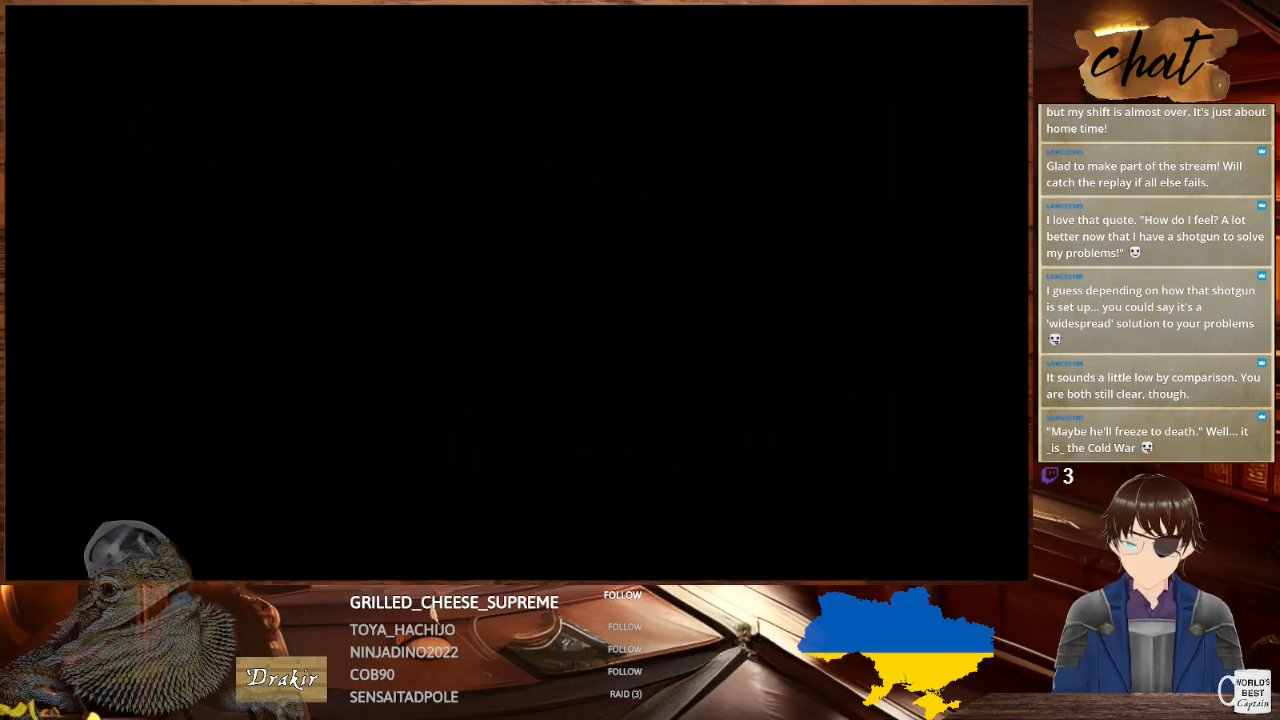 chat
but my shift is almost over. It's just about
home time!
Glad to make part of the stream! Will
catch the replay if all else fails.
I love that quote. "How do I feel? A lot
better now that I have a shotgun to solve
my problems!"
I guess depending on how that shotgun
is set up... you could say it's a
'widespread' solution to your problems
It sounds a little low by comparison. You
are both still clear, though.
"Maybe he'll freeze to death." Well... it
_is_ the Cold War
3
GRILLED_CHEESE_SUPREME FOLLOW
TOYA_HACHIJO FOLLOW
NINJADINO2022 FOLLOW
COB90 FOLLOW
SENSAITADPOLE RAID (3)
Drakir
WORLD'S
BEST
Captain